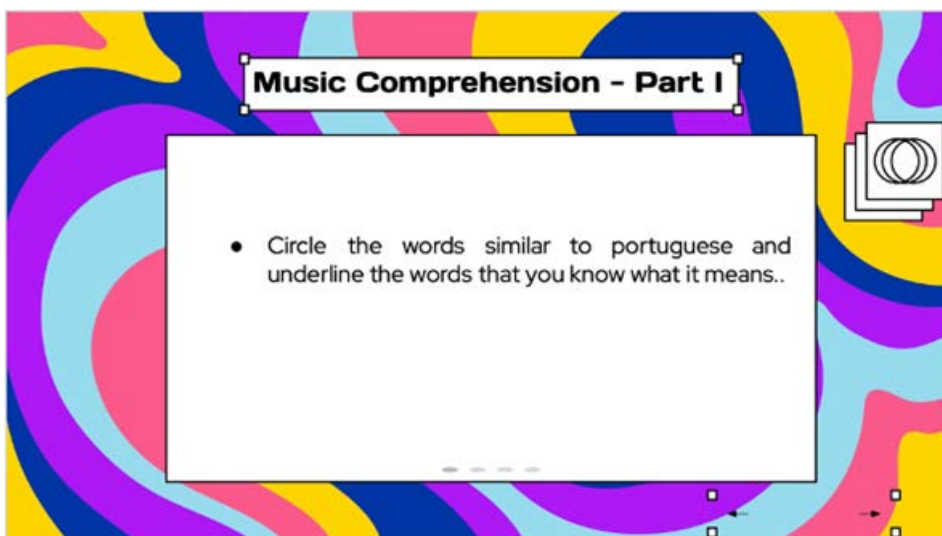 Music Comprehension - Part I
● Circle the words similar to portuguese and
underline the words that you know what it means..